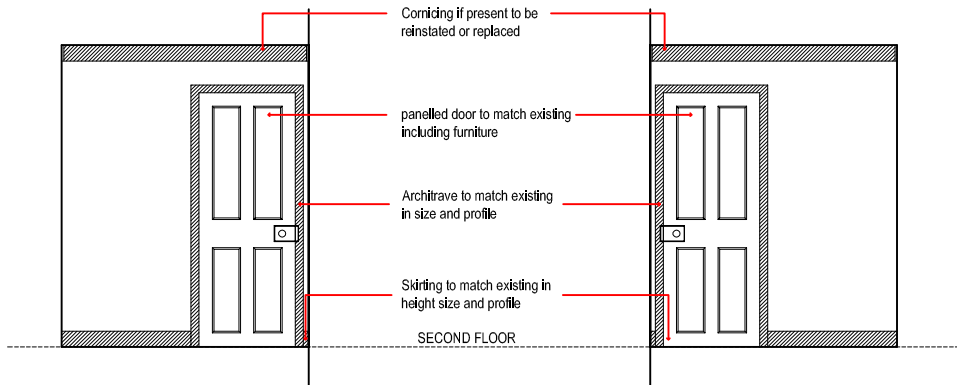 Cornicing if present to be
reinstated or replaced
panelled door to match existing
including furniture
Architrave to match existing
in size and profile
Skirting to match existing in
height size and profile
SECOND FLOOR